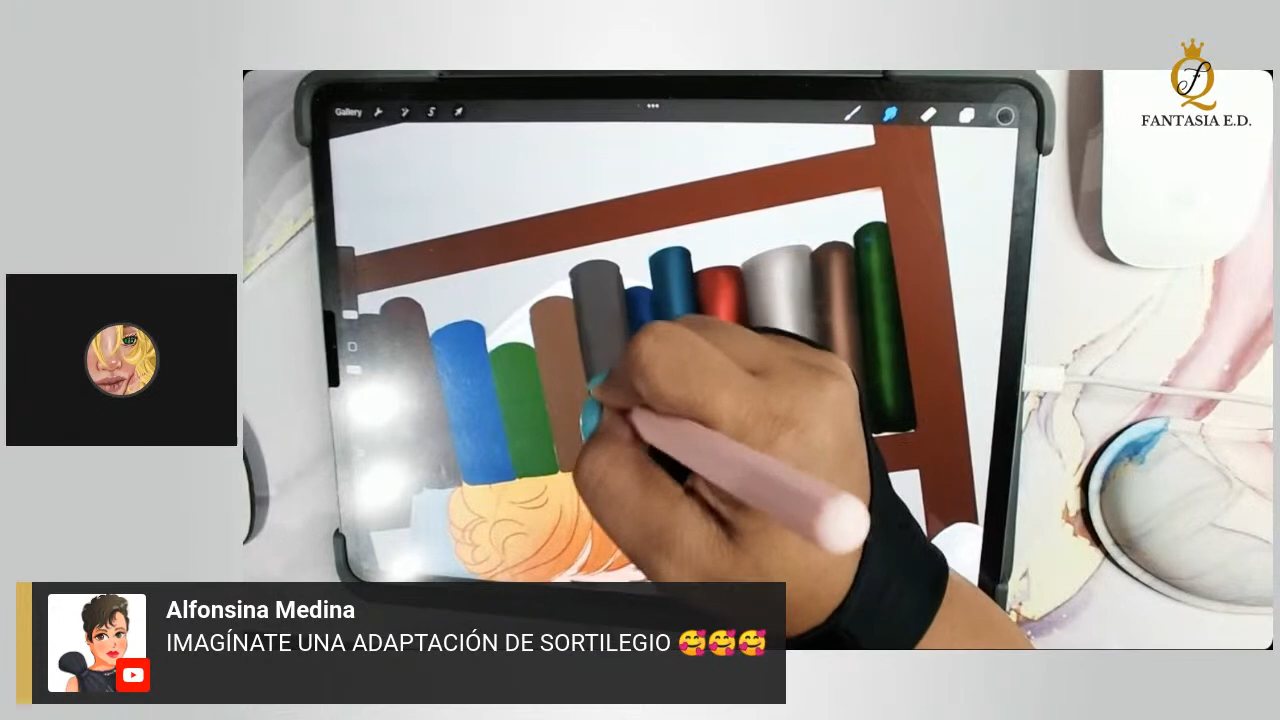 Gallery
FANTASIA E.D.
Alfonsina Medina
IMAGÍNATE UNA ADAPTACIÓN DE SORTILEGIO 🥰🥰🥰